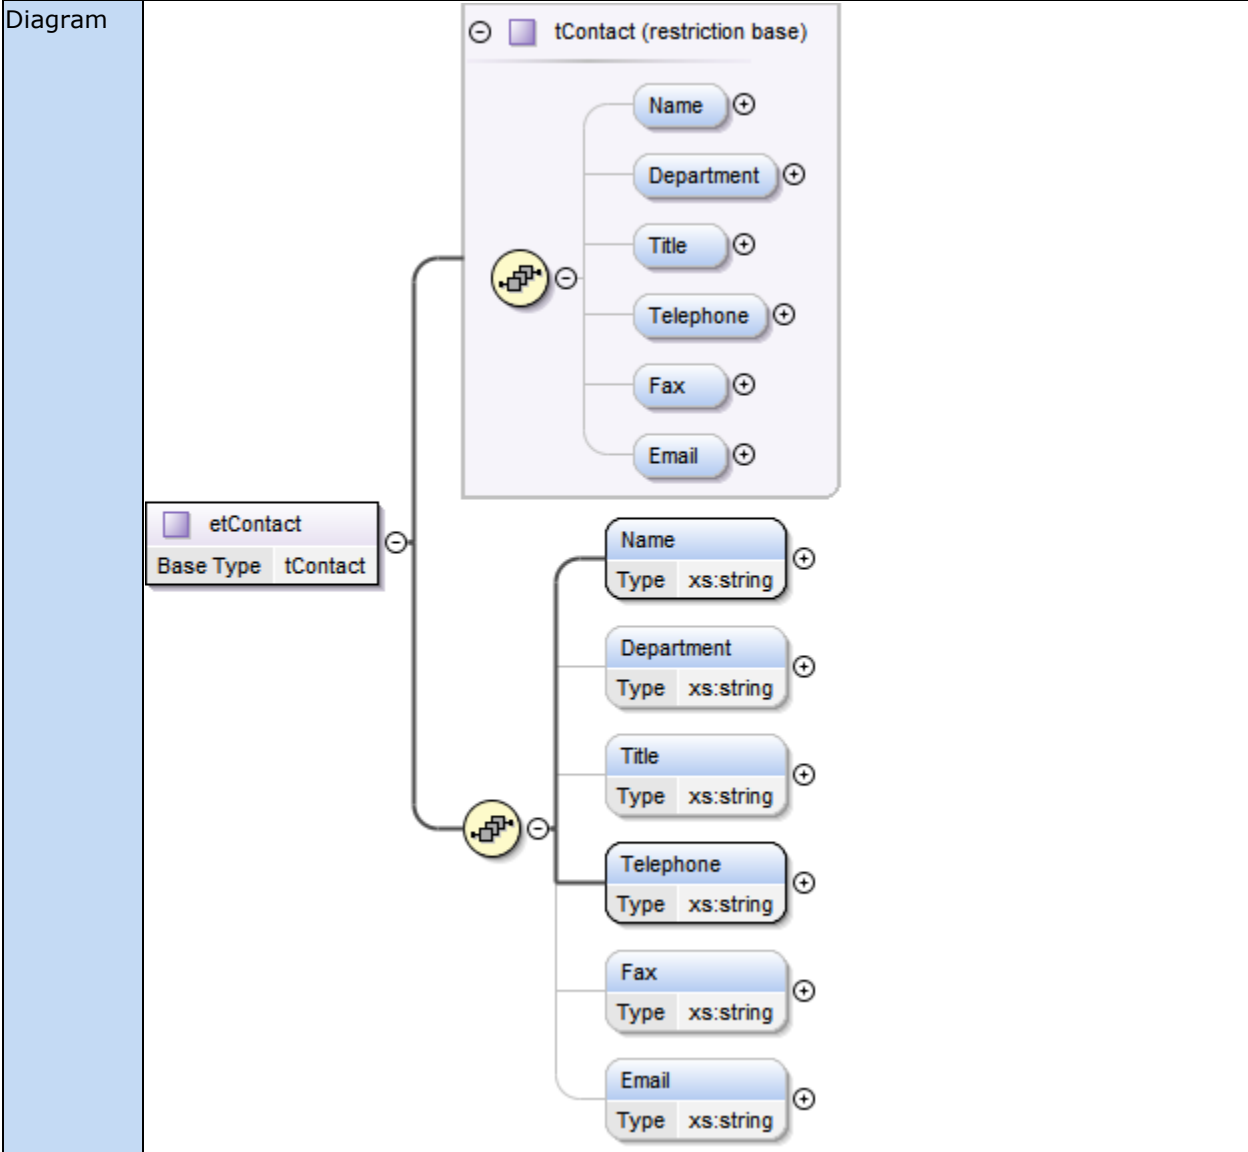 Diagram
tContact (restriction base)
Name
Department
Title
Telephone
Fax
Email
etContact
Base Type tContact
Name
Type xs:string
Department
Type xs:string
Title
Type xs:string
Telephone
Type xs:string
Fax
Type xs:string
Email
Type xs:string